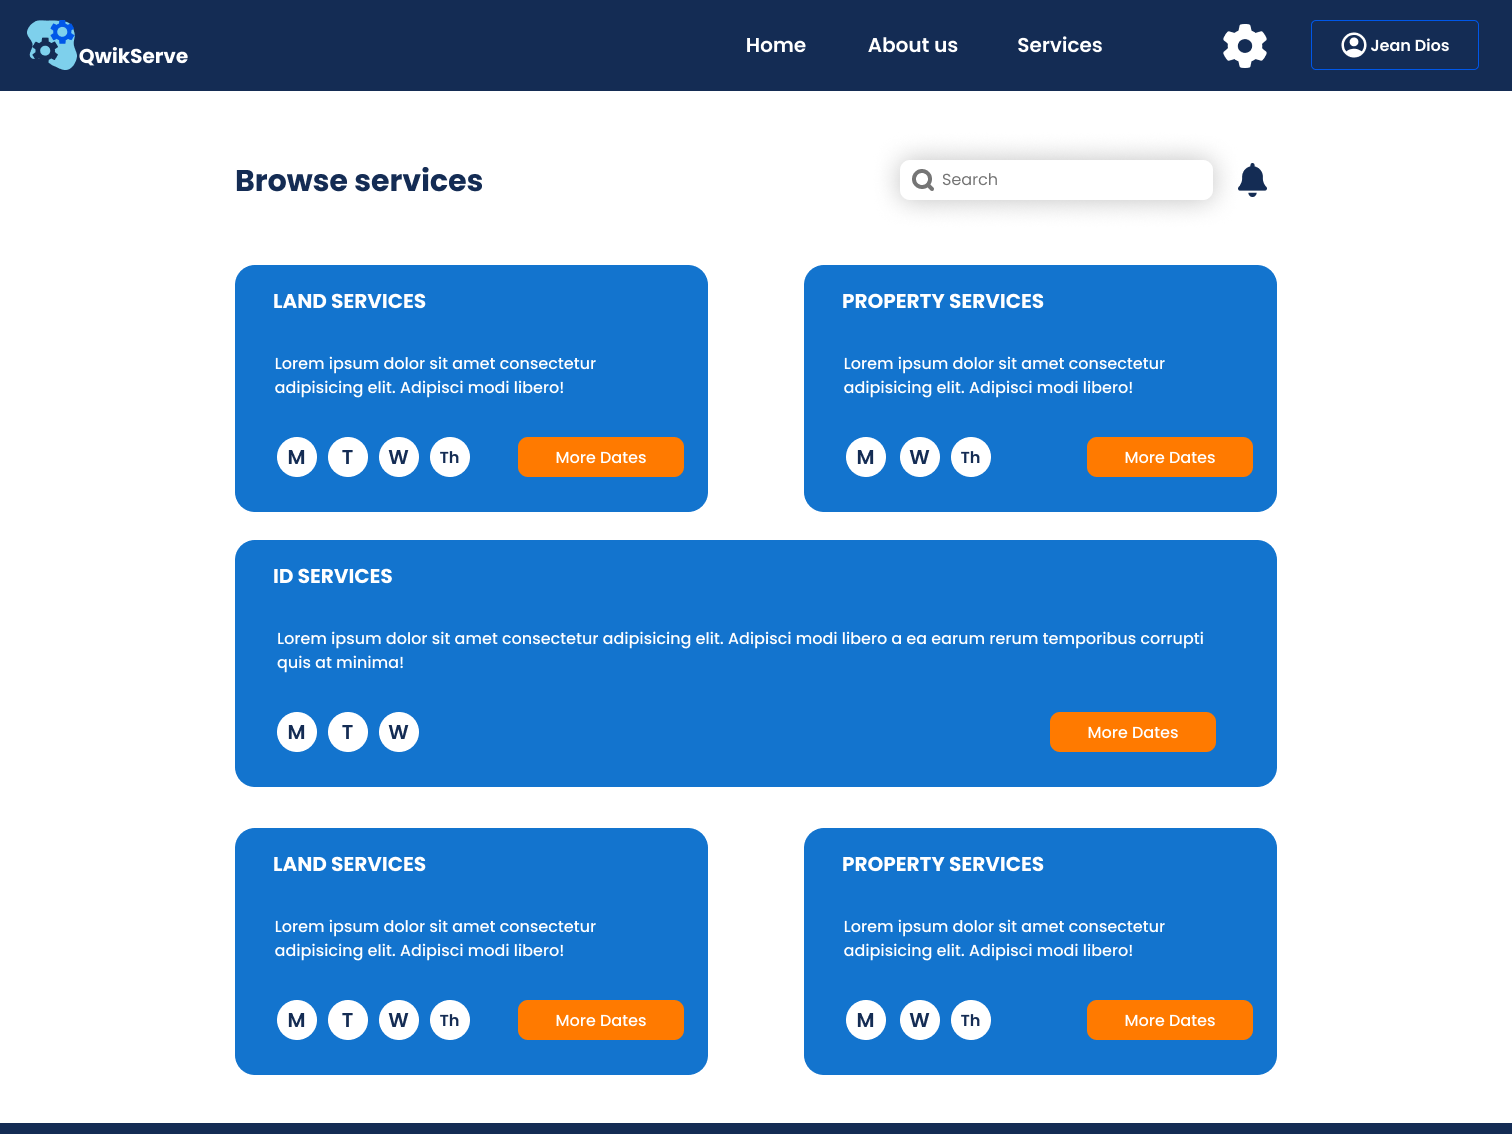 QwikServe
Home
About us
Services
Jean Dios
Browse services
Search
LAND SERVICES
Lorem ipsum dolor sit amet consectetur
adipisicing elit. Adipisci modi libero!
M T W Th
More Dates
PROPERTY SERVICES
Lorem ipsum dolor sit amet consectetur
adipisicing elit. Adipisci modi libero!
M W Th
More Dates
ID SERVICES
Lorem ipsum dolor sit amet consectetur adipisicing elit. Adipisci modi libero a ea earum rerum temporibus corrupti
quis at minima!
M T W
More Dates
LAND SERVICES
Lorem ipsum dolor sit amet consectetur
adipisicing elit. Adipisci modi libero!
M T W Th
More Dates
PROPERTY SERVICES
Lorem ipsum dolor sit amet consectetur
adipisicing elit. Adipisci modi libero!
M W Th
More Dates